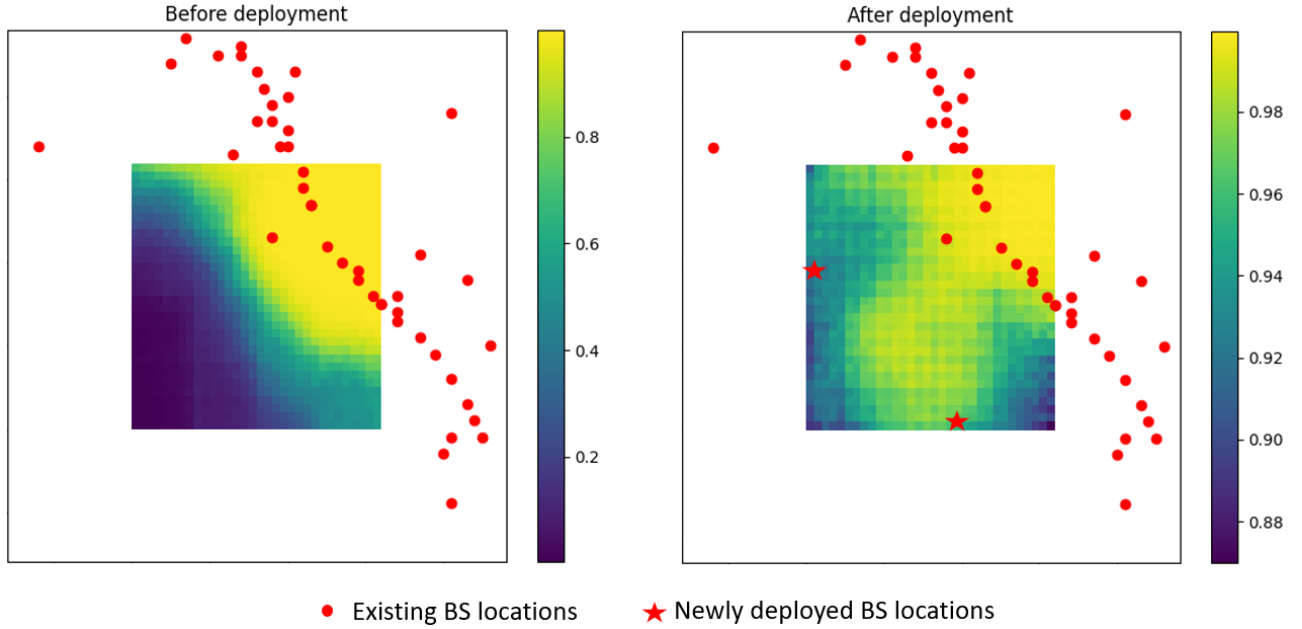 Before deployment
After deployment
0.8
0.6
0.4
0.2
0.98
0.96
0.94
0.92
0.90
0.88
Existing BS locations
Newly deployed BS locations